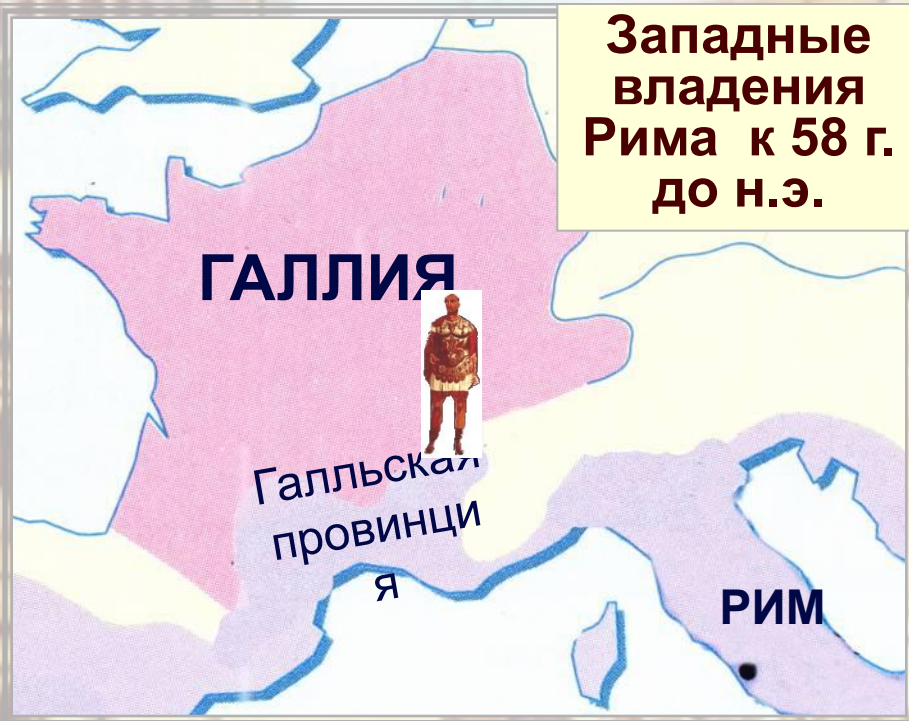 Западные
владения
Рима к 58 г.
до н.э.
ГАЛЛИЯ
Галльская
провинци
я
РИМ